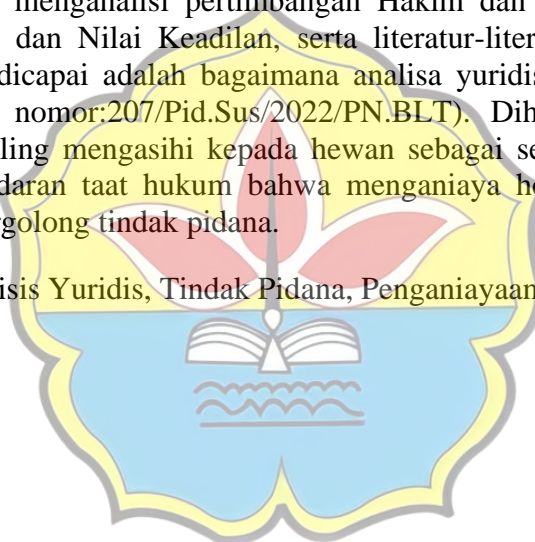 menganalisi pertimbangan Hakim dan
dan Nilai Keadilan, serta literatur-liter
dicapai adalah bagaimana analisa yuridis
nomor:207/Pid.Sus/2022/PN.BLT). Dih
ling mengasihi kepada hewan sebagai se
daran taat hukum bahwa menganiaya he
golong tindak pidana.
isis Yuridis, Tindak Pidana, Penganiayaan